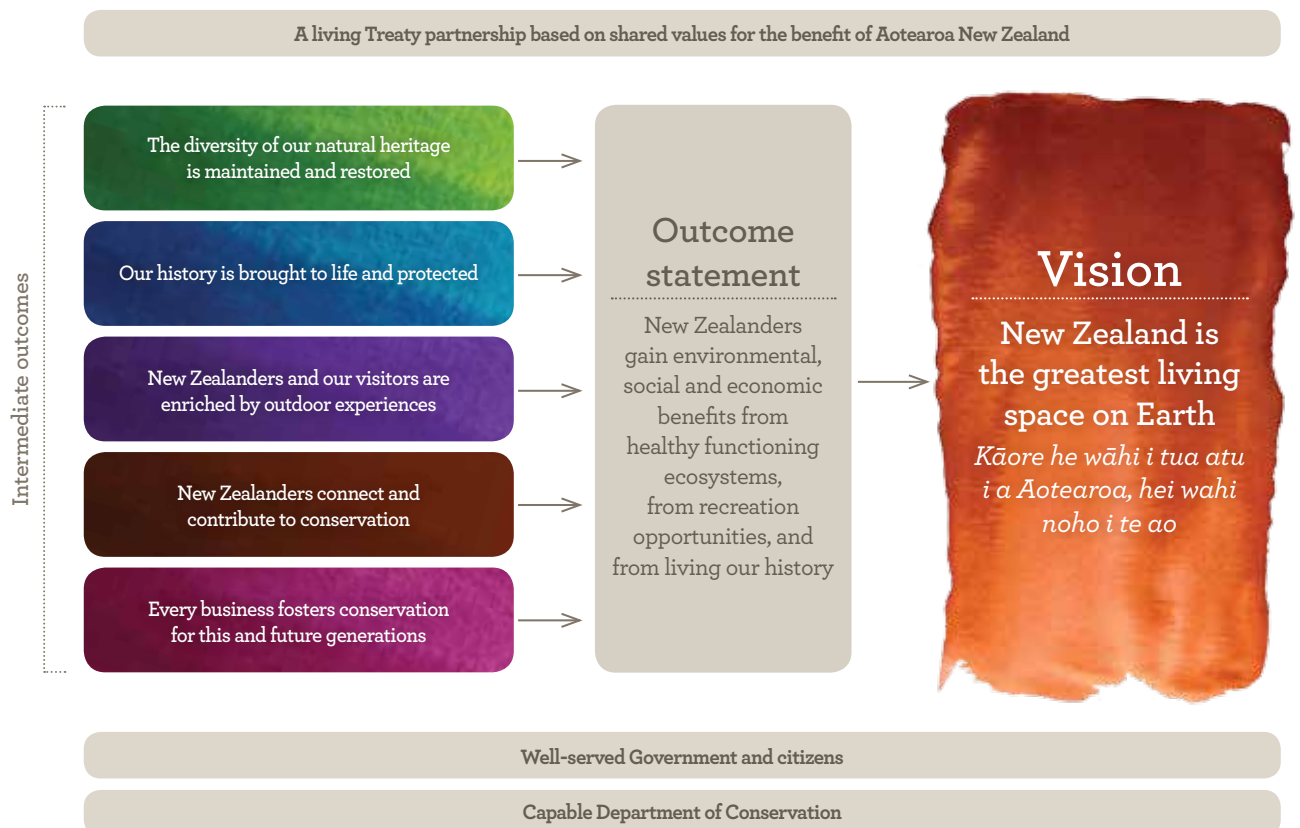 A living Treaty partnership based on shared values for the benefit of Aotearoa New Zealand
Intermediate outcomes
The diversity of our natural heritage
is maintained and restored
Our history is brought to life and protected
New Zealanders and our visitors are
enriched by outdoor experiences
New Zealanders connect and
contribute to conservation
Every business fosters conservation
for this and future generations
Outcome
statement
New Zealanders
gain environmental,
social and economic
benefits from
healthy functioning
ecosystems,
from recreation
opportunities, and
from living our history
Vision
New Zealand is
the greatest living
space on Earth
Kāore he wāhi i tua atu
i a Aotearoa, hei wahi
noho i te ao
Well-served Government and citizens
Capable Department of Conservation